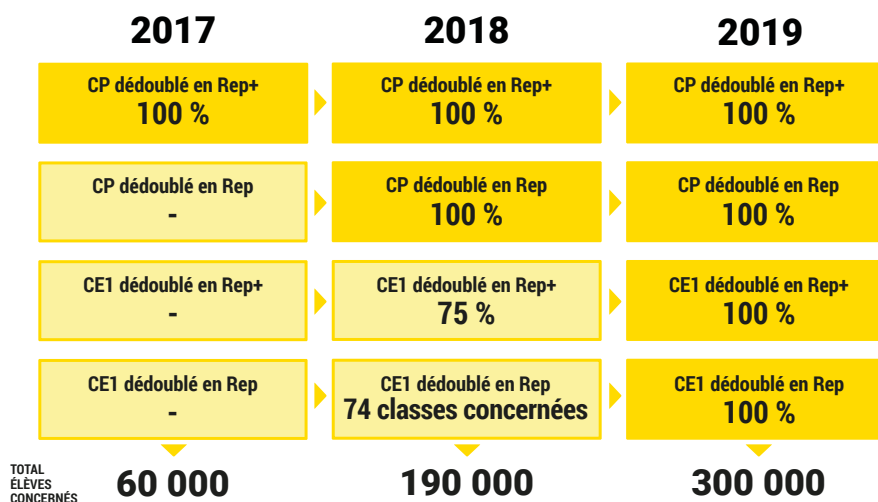 2017 2018 2019
CP dédoublé en Rep+ CP dédoublé en Rep+ CP dédoublé en Rep+
100 % 100 % 100 %
CP dédoublé en Rep CP dédoublé en Rep CP dédoublé en Rep
- 100 % 100 %
CE1 dédoublé en Rep+ CE1 dédoublé en Rep+ CE1 dédoublé en Rep+
- 75 % 100 %
CE1 dédoublé en Rep CE1 dédoublé en Rep CE1 dédoublé en Rep
- 74 classes concernées 100 %
TOTAL
ÉLÈVES
CONCERNÉS
60 000 190 000 300 000